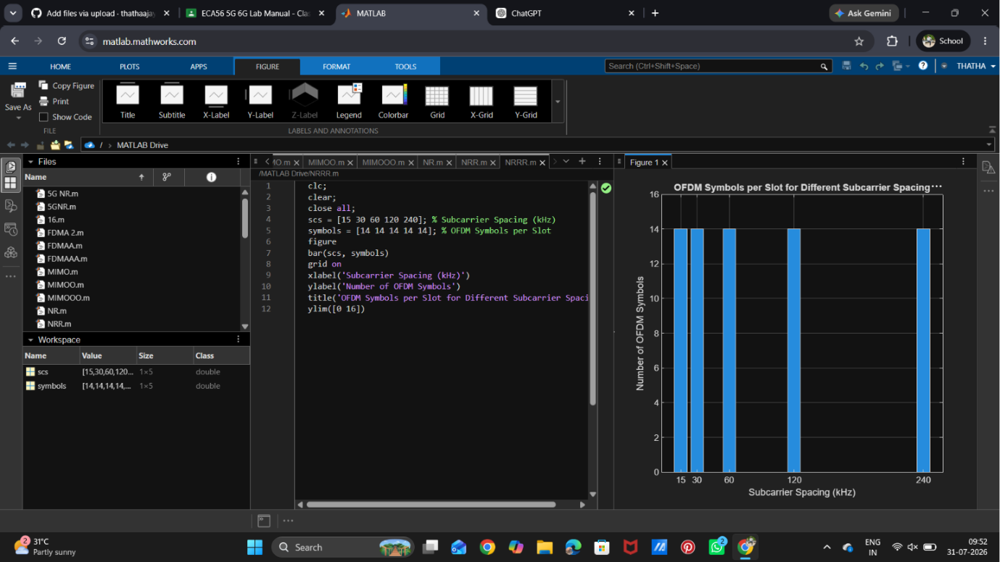 Add files via upload · thathaajay
ECA56 5G 6G Lab Manual - Clas
MATLAB
ChatGPT
Ask Gemini
matlab.mathworks.com
School
HOME
PLOTS
APPS
FIGURE
FORMAT
TOOLS
Search (Ctrl+Shift+Space)
THATHA
Save As
Copy Figure
Print
Show Code
FILE
Title
Subtitle
X-Label
Y-Label
Z-Label
Legend
Colorbar
Grid
X-Grid
Y-Grid
LABELS AND ANNOTATIONS
/ › MATLAB Drive
Files
Name
5G NR.m
5GNR.m
16.m
FDMA 2.m
FDMAA.m
FDMAAA.m
MIMO.m
MIMOO.m
MIMOOO.m
NR.m
NRR.m
Workspace
Name Value Size Class
scs [15,30,60,120... 1×5 double
symbols [14,14,14,14,... 1×5 double
MIMOO.m
MIMOOO.m
NR.m
NRR.m
NRRR.m
/MATLAB Drive/NRRR.m
1 clc;
2 clear;
3 close all;
4 scs = [15 30 60 120 240]; % Subcarrier Spacing (kHz)
5 symbols = [14 14 14 14 14]; % OFDM Symbols per Slot
6 figure
7 bar(scs, symbols)
8 grid on
9 xlabel('Subcarrier Spacing (kHz)')
10 ylabel('Number of OFDM Symbols')
11 title('OFDM Symbols per Slot for Different Subcarrier Spaci
12 ylim([0 16])
Figure 1
OFDM Symbols per Slot for Different Subcarrier Spacing
Number of OFDM Symbols
16
14
12
10
8
6
4
2
0
15 30 60 120 240
Subcarrier Spacing (kHz)
2
31°C
Partly sunny
Search
2
ENG
IN
09:52
31-07-2026